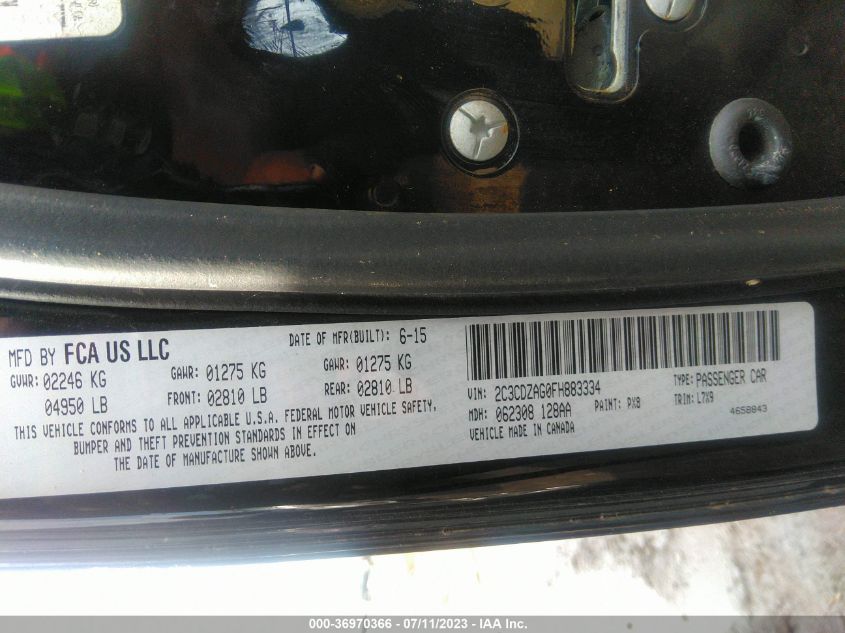 MFD BY FCA US LLC
DATE OF MFR(BUILT): 6-15
GVWR: 02246 KG
GAWR: 01275 KG
GAWR: 01275 KG
04950 LB
FRONT: 02810 LB
REAR: 02810 LB
THIS VEHICLE CONFORMS TO ALL APPLICABLE U.S.A. FEDERAL MOTOR VEHICLE SAFETY,
BUMPER AND THEFT PREVENTION STANDARDS IN EFFECT ON
THE DATE OF MANUFACTURE SHOWN ABOVE.
VIN: 2C3CDZAG0FH883334
TYPE: PASSENGER CAR
MDH: 062308 128AA
PAINT: PX8
TRIM: L7X9
VEHICLE MADE IN CANADA
4658843
000-36970366 - 07/11/2023 - IAA Inc.